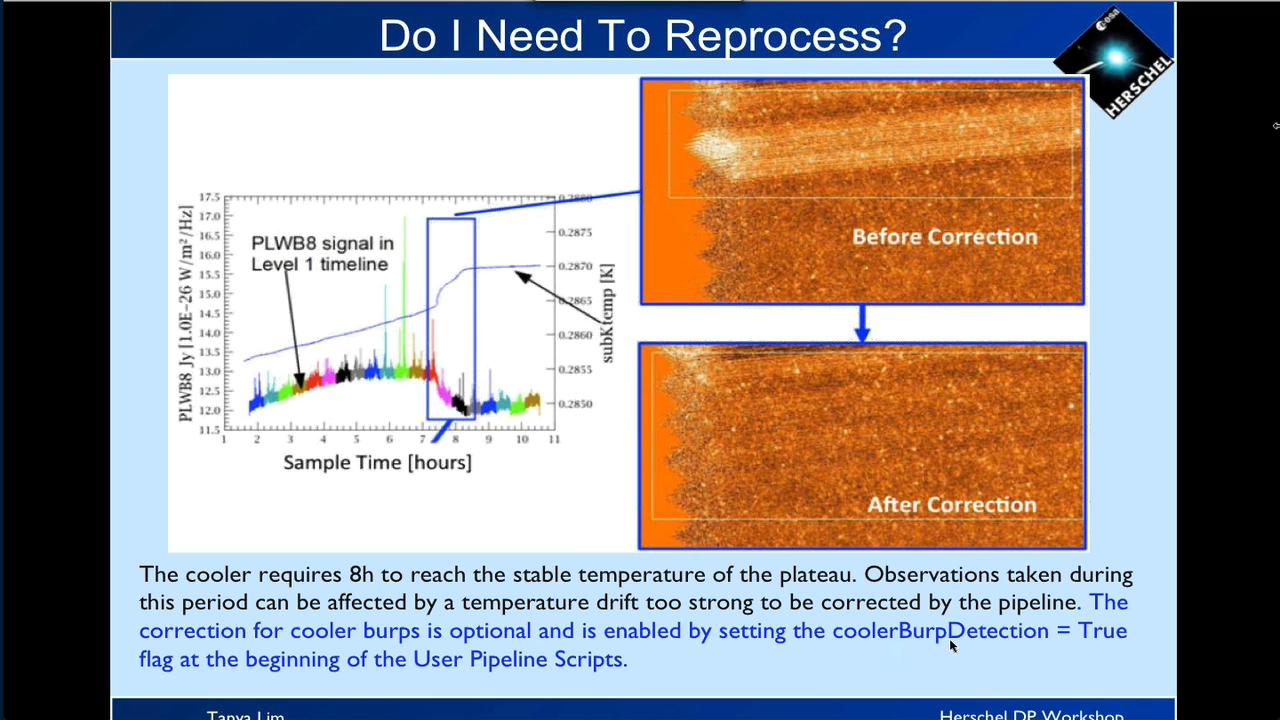 Do I Need To Reprocess?
esa
HERSCHEL
Before Correction
After Correction
PLWB8 signal in
Level 1 timeline
PLWB8 Jy [1.0E-26 W/m²/Hz]
17.5
17.0
16.5
16.0
15.5
15.0
14.5
14.0
13.5
13.0
12.5
12.0
11.5
0.2880
0.2875
0.2870
0.2865
0.2860
0.2855
0.2850
subKtemp [K]
1 2 3 4 5 6 7 8 9 10 11
Sample Time [hours]
The cooler requires 8h to reach the stable temperature of the plateau. Observations taken during
this period can be affected by a temperature drift too strong to be corrected by the pipeline. The
correction for cooler burps is optional and is enabled by setting the coolerBurpDetection = True
flag at the beginning of the User Pipeline Scripts.
Tanya Lim
Herschel DP Workshop